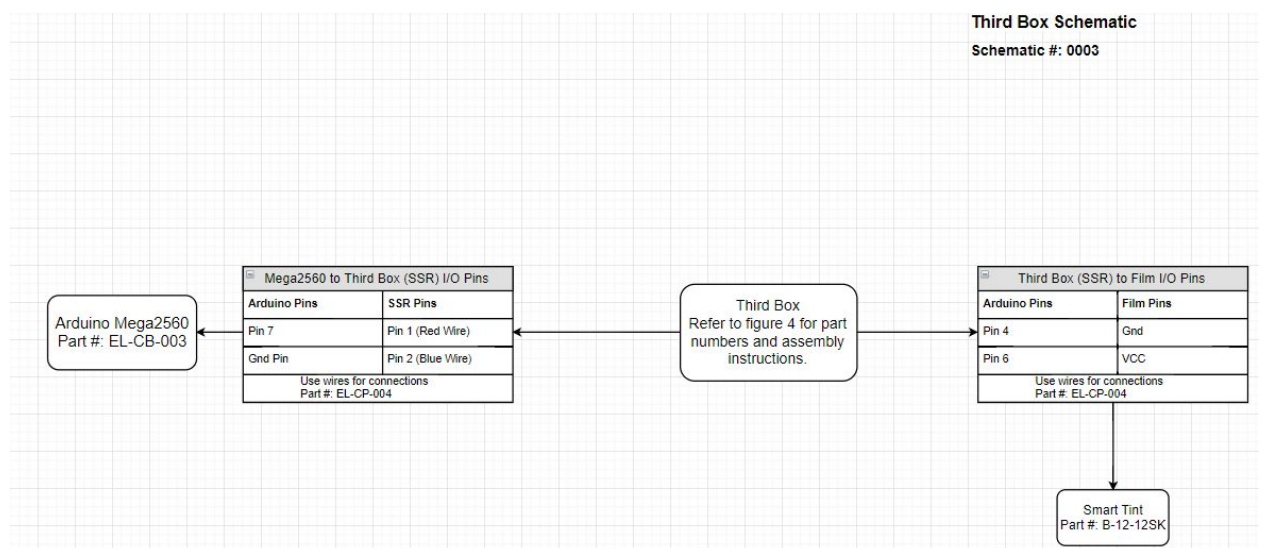 Third Box Schematic
Schematic #: 0003
Arduino Mega2560
Part #: EL-CB-003
Mega2560 to Third Box (SSR) I/O Pins
Arduino Pins SSR Pins
Pin 7 Pin 1 (Red Wire)
Gnd Pin Pin 2 (Blue Wire)
Use wires for connections
Part #: EL-CP-004
Third Box
Refer to figure 4 for part
numbers and assembly
instructions.
Third Box (SSR) to Film I/O Pins
Arduino Pins Film Pins
Pin 4 Gnd
Pin 6 VCC
Use wires for connections
Part #: EL-CP-004
Smart Tint
Part #: B-12-12SK